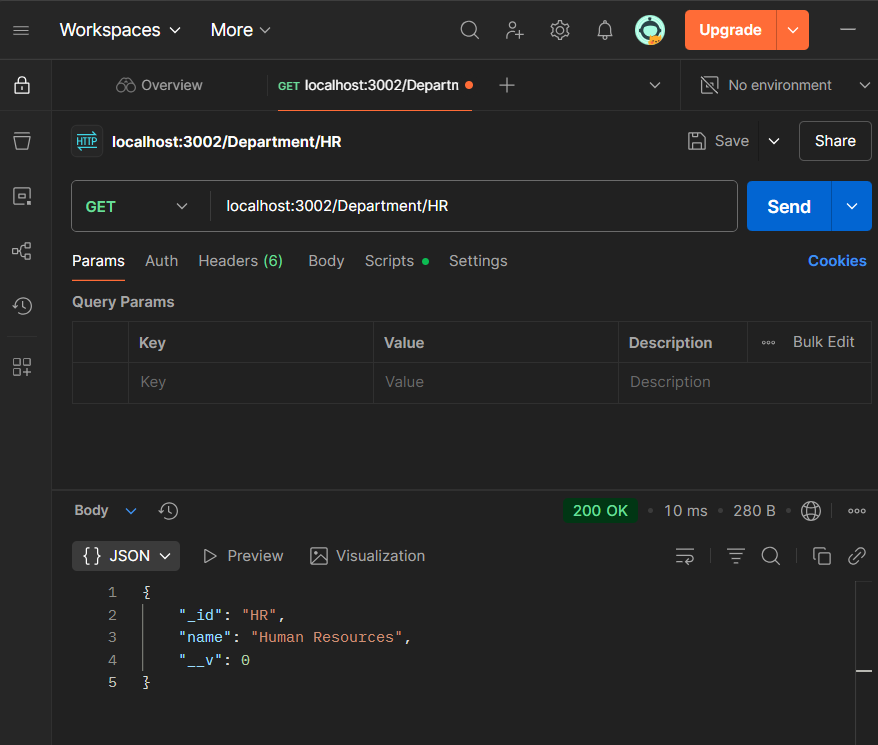 Workspaces More Upgrade
Overview GET localhost:3002/Departn No environment
HTTP localhost:3002/Department/HR Save Share
GET localhost:3002/Department/HR Send
Params Auth Headers (6) Body Scripts Settings Cookies
Query Params
Key Value Description Bulk Edit
Key Value Description
Body 200 OK 10 ms 280 B
{} JSON Preview Visualization
1 {
2 "_id": "HR",
3 "name": "Human Resources",
4 "__v": 0
5 }